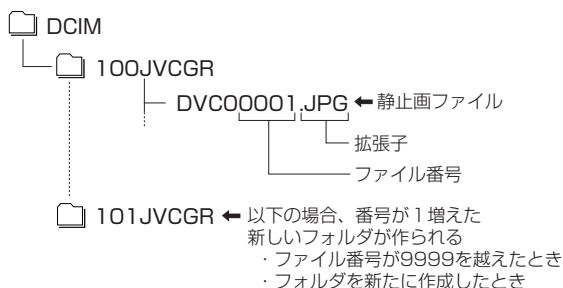 DCIM
100JVCGR
DVC00001.JPG ⬅ 静止画ファイル
拡張子
ファイル番号
101JVCGR ⬅ 以下の場合、番号が1増えた
新しいフォルダが作られる
・ファイル番号が9999を越えたとき
・フォルダを新たに作成したとき